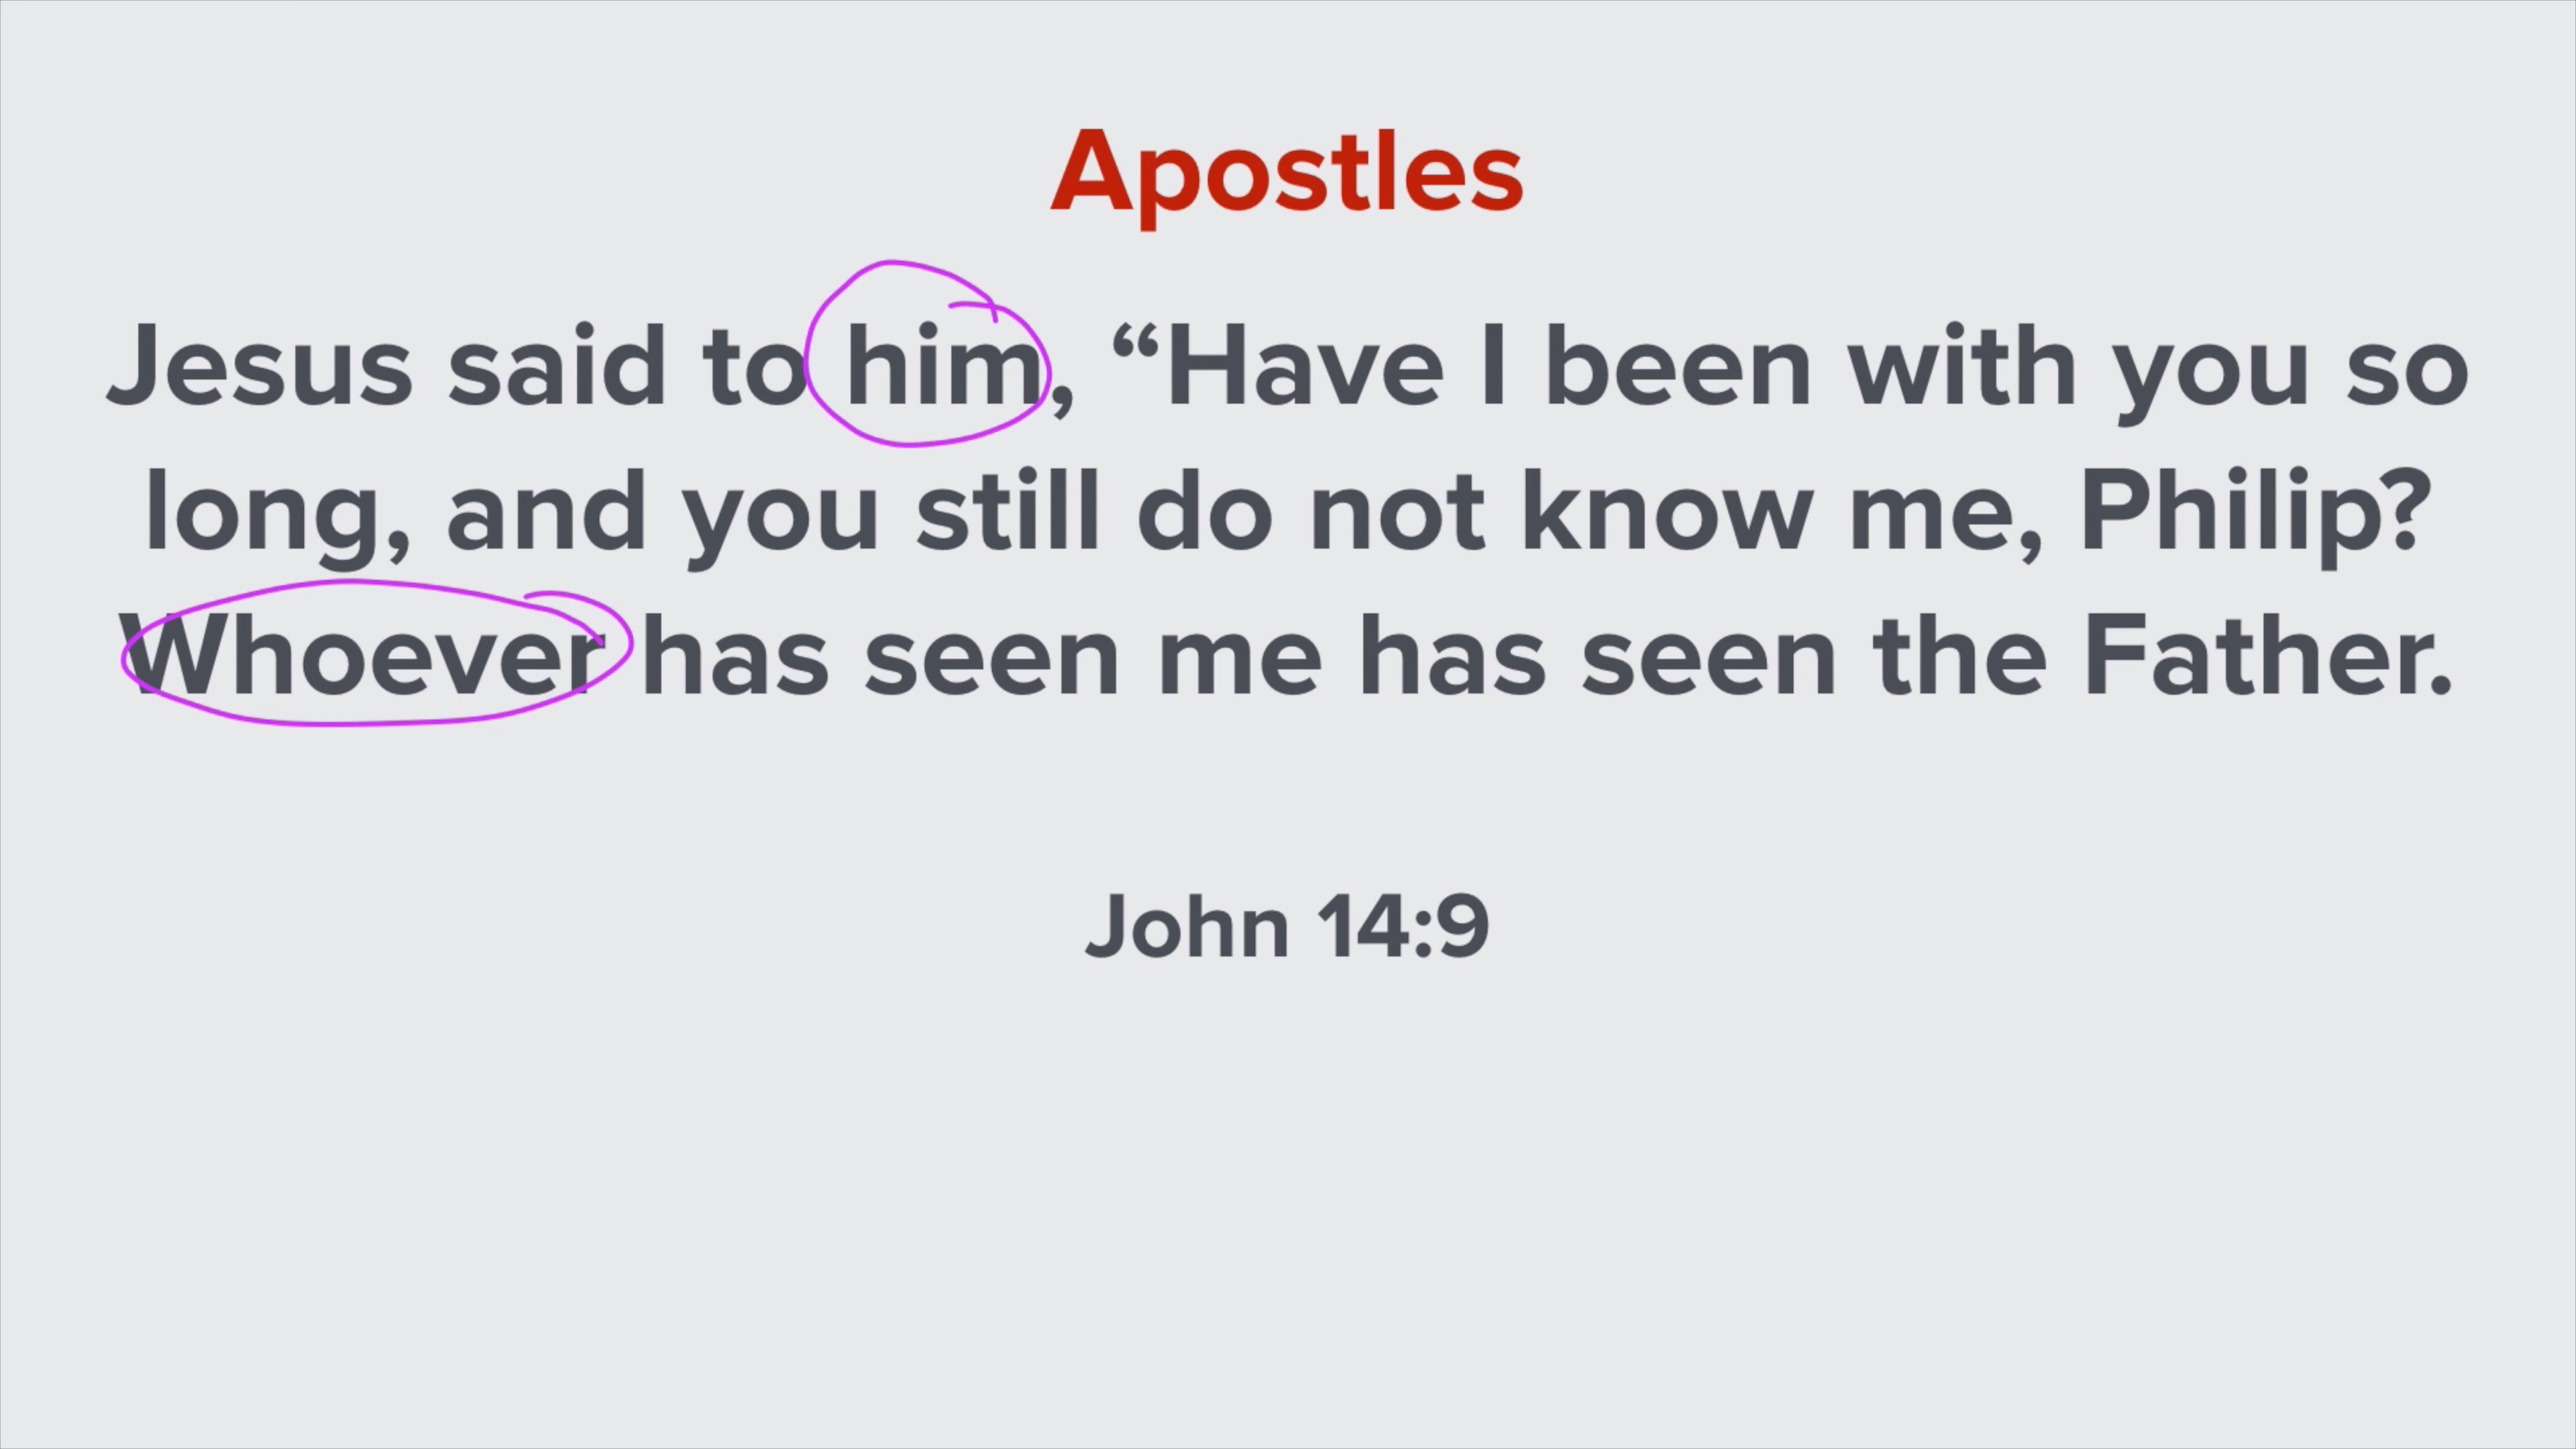 Apostles
Jesus said to him, “Have I been with you so
long, and you still do not know me, Philip?
Whoever has seen me has seen the Father.
John 14:9